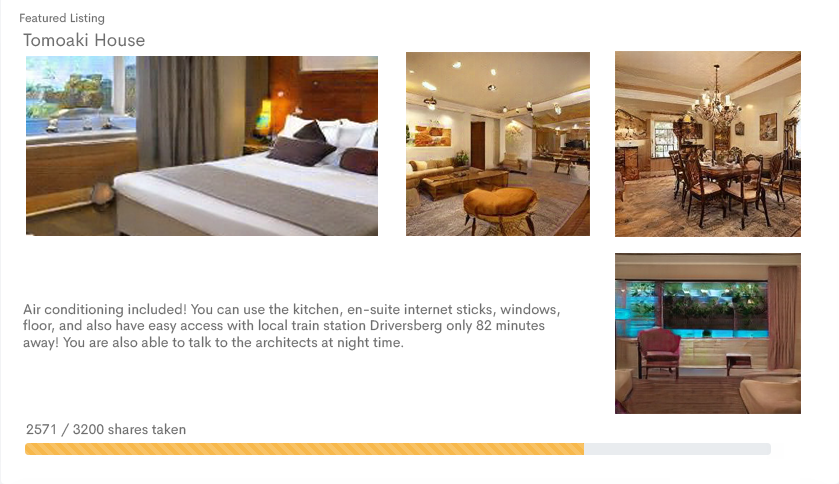 Featured Listing
Tomoaki House
Air conditioning included! You can use the kitchen, en-suite internet sticks, windows,
floor, and also have easy access with local train station Driversberg only 82 minutes
away! You are also able to talk to the architects at night time.
2571 / 3200 shares taken